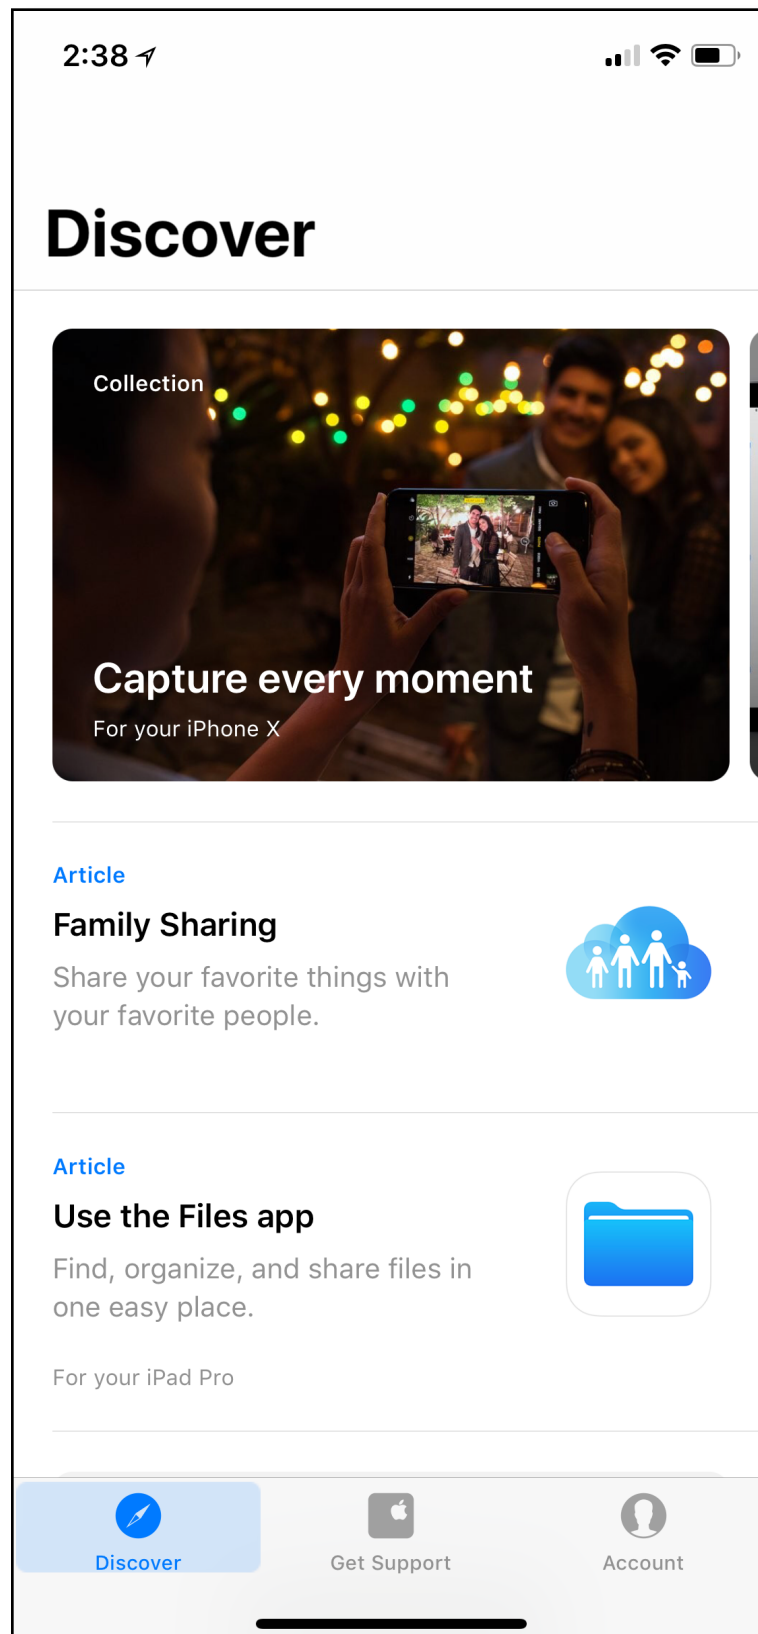 2:38
Discover
Collection
Capture every moment
For your iPhone X
Article
Family Sharing
Share your favorite things with
your favorite people.
Article
Use the Files app
Find, organize, and share files in
one easy place.
For your iPad Pro
Discover
Get Support
Account